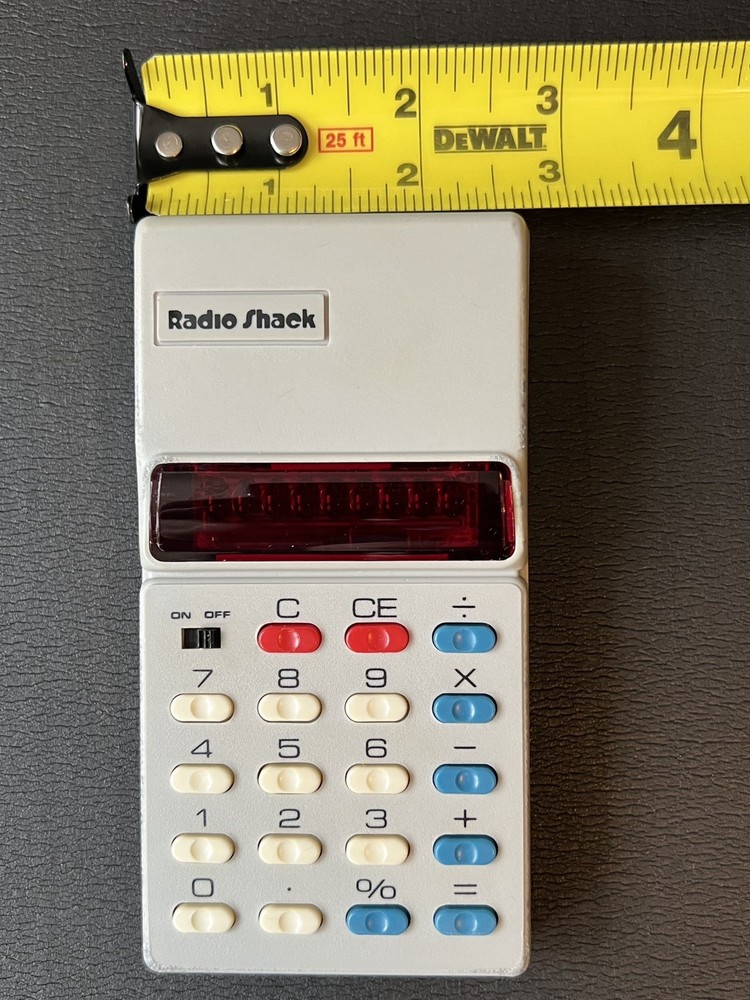 1 2 3
25 ft DEWALT 4
1 2 3
Radio Shack
ON OFF C CE ÷
7 8 9 X
4 5 6 −
1 2 3 +
0 . % =